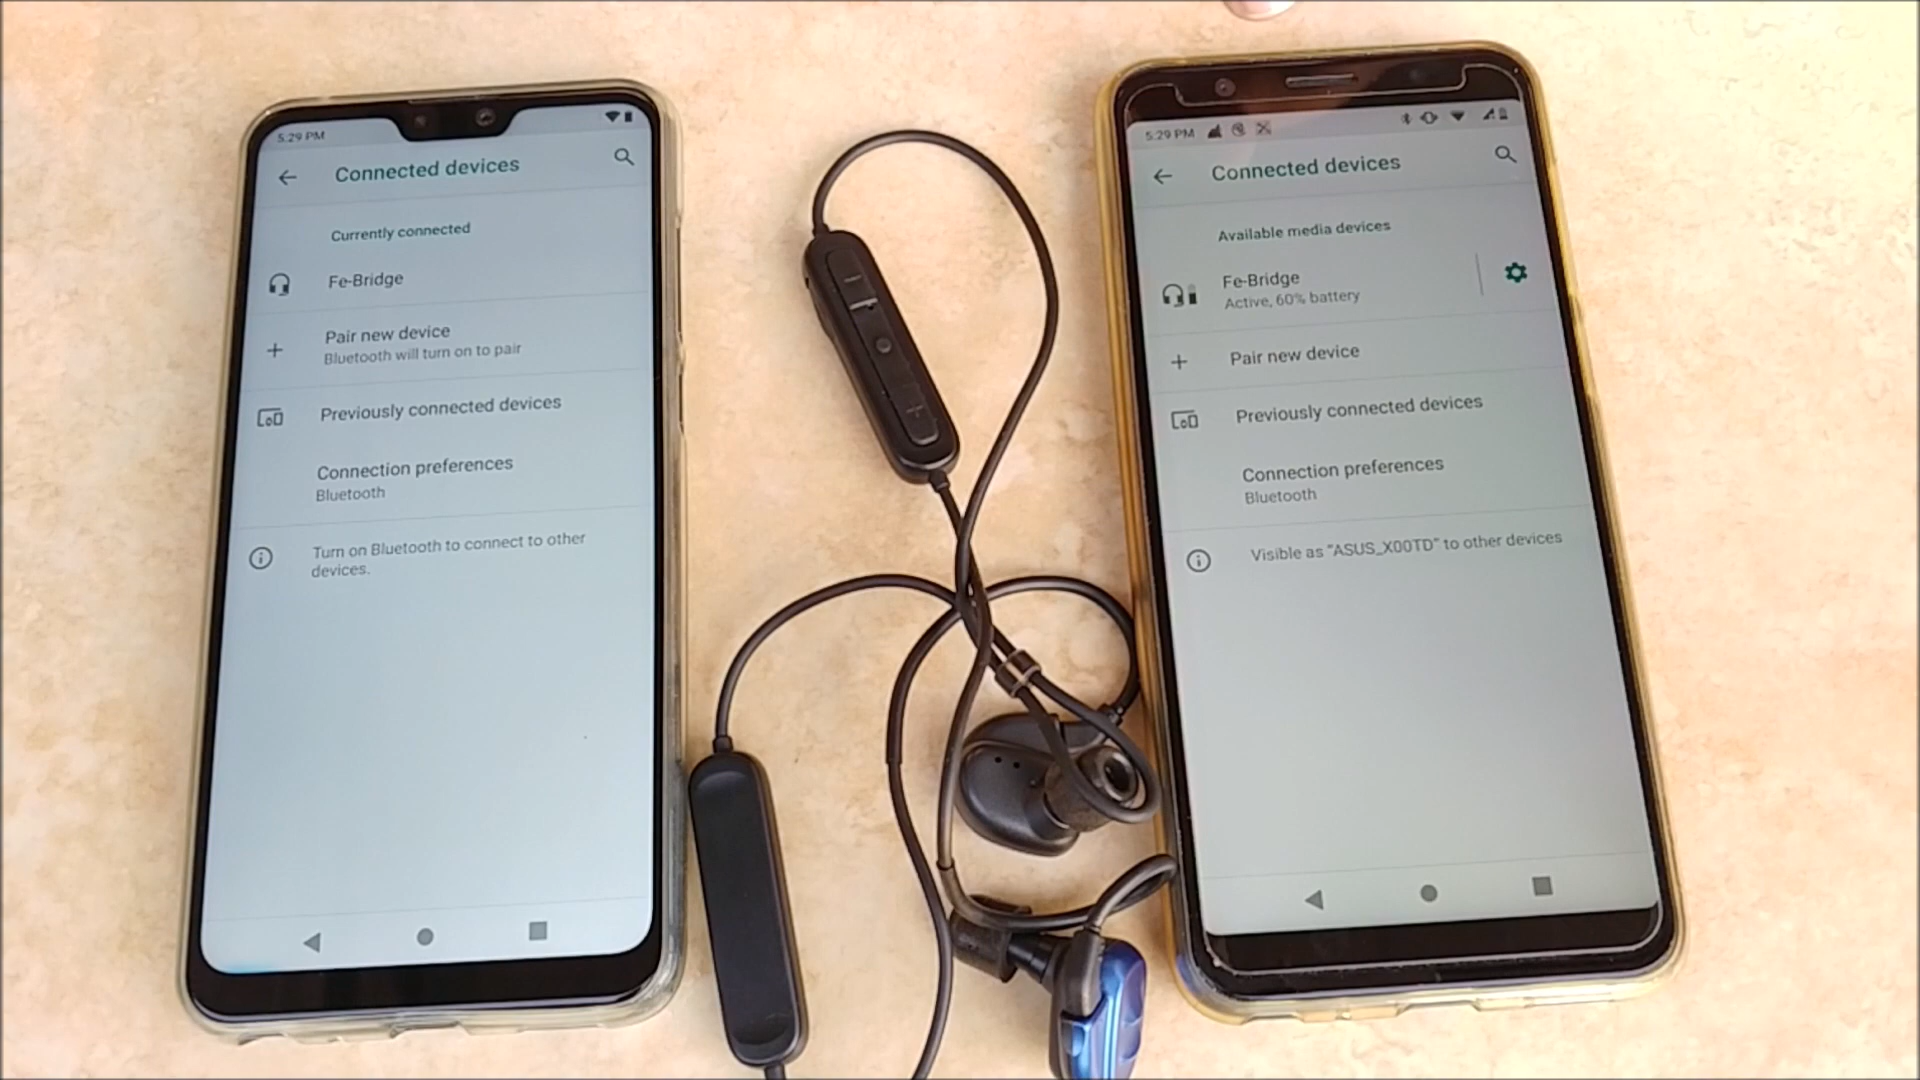 5:29 PM
Connected devices
Currently connected
Fe-Bridge
Pair new device
Bluetooth will turn on to pair
Previously connected devices
Connection preferences
Bluetooth
Turn on Bluetooth to connect to other
devices.
5:29 PM
Connected devices
Available media devices
Fe-Bridge
Active, 60% battery
Pair new device
Previously connected devices
Connection preferences
Bluetooth
Visible as "ASUS_X00TD" to other devices